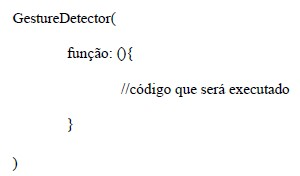 GestureDetector(
função: (){
//código que será executado
}
)